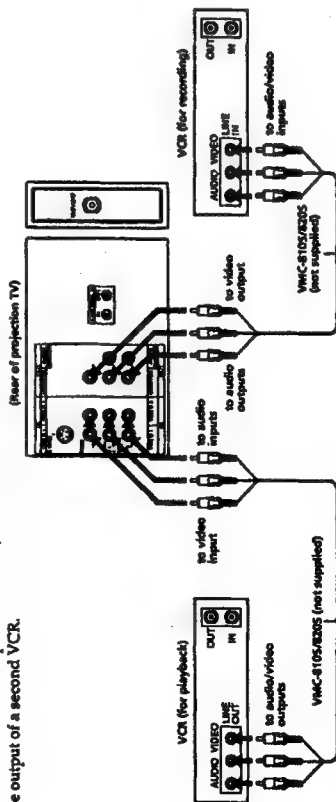 e output of a second VCR.
(Rear of projection TV)
to video
input
to audio
inputs
to audio
outputs
to video
output
VCR (for playback)
OUT
IN
AUDIO VIDEO
LINE
OUT
to audio/video
outputs
VMC-810S/820S (not supplied)
VCR (for recording)
OUT
IN
AUDIO VIDEO
LINE
IN
to audio/video
inputs
VMC-810S/820S
(not supplied)